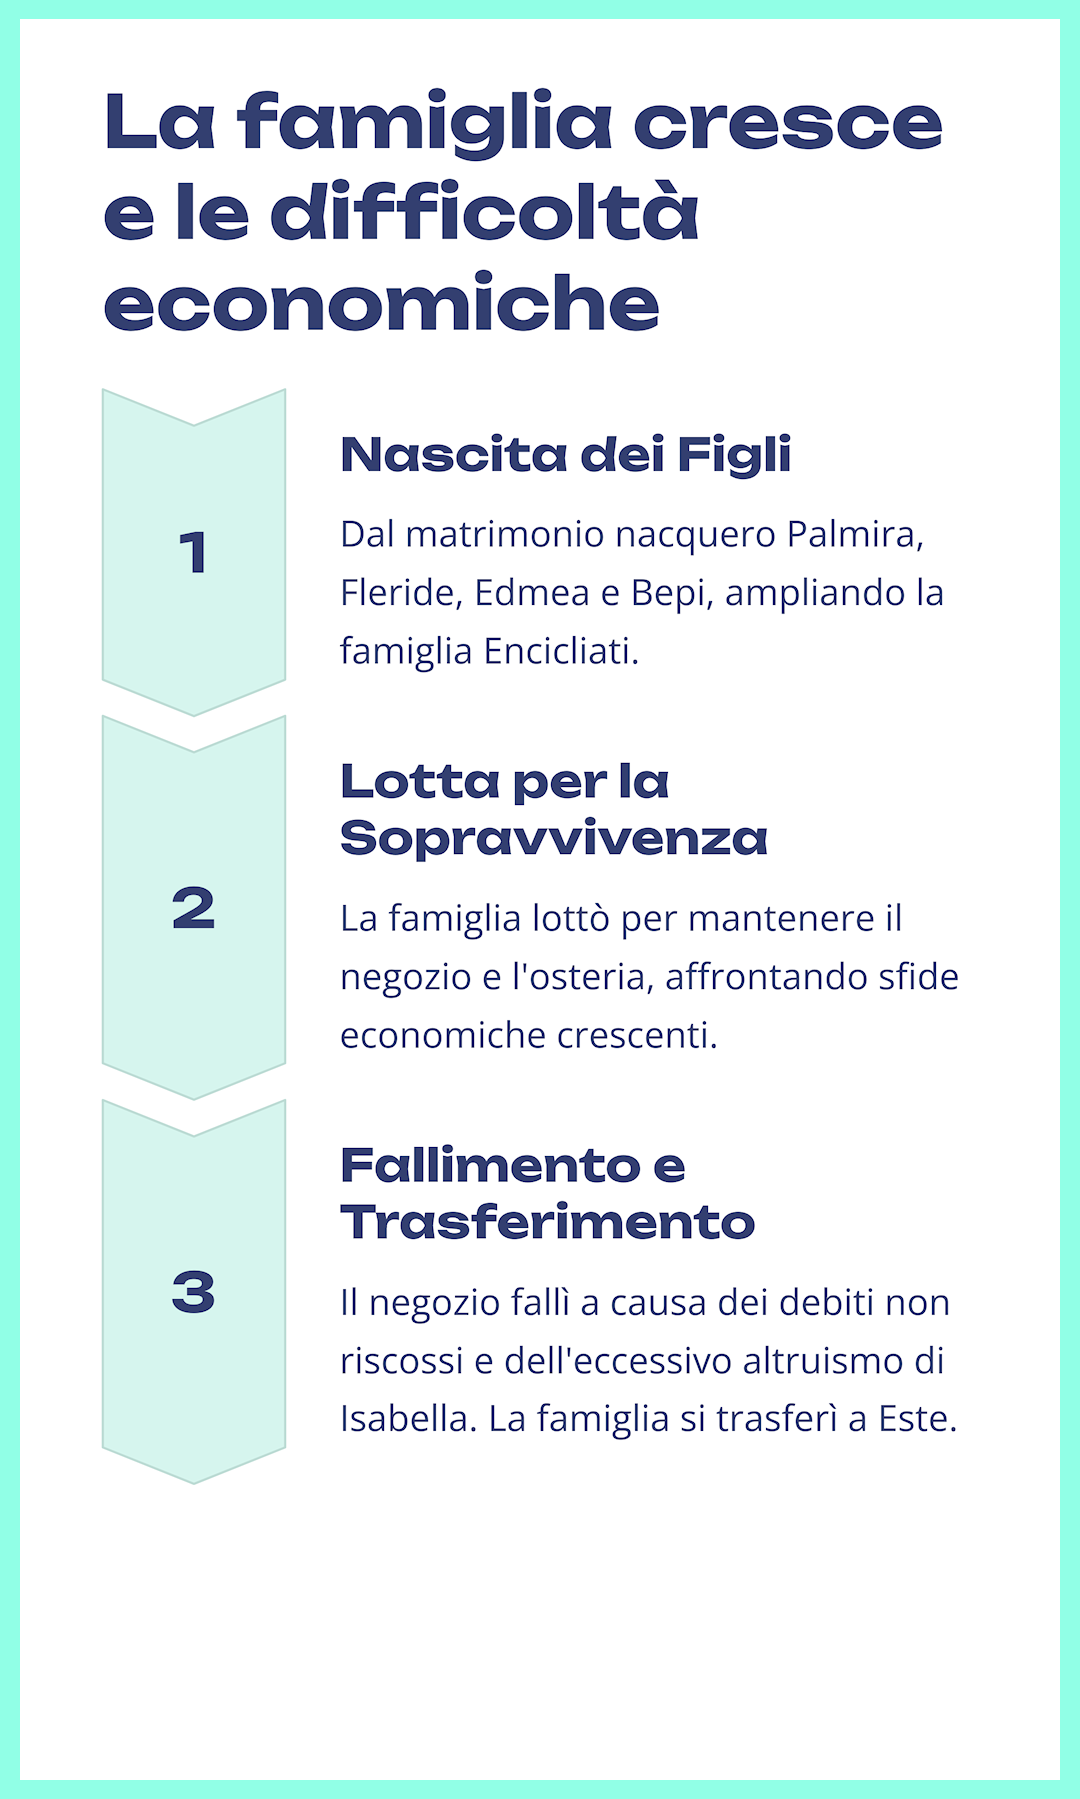 La famiglia cresce
e le difficoltà
economiche
1
Nascita dei Figli
Dal matrimonio nacquero Palmira,
Fleride, Edmea e Bepi, ampliando la
famiglia Encicliati.
2
Lotta per la
Sopravvivenza
La famiglia lottò per mantenere il
negozio e l'osteria, affrontando sfide
economiche crescenti.
3
Fallimento e
Trasferimento
Il negozio fallì a causa dei debiti non
riscossi e dell'eccessivo altruismo di
Isabella. La famiglia si trasferì a Este.